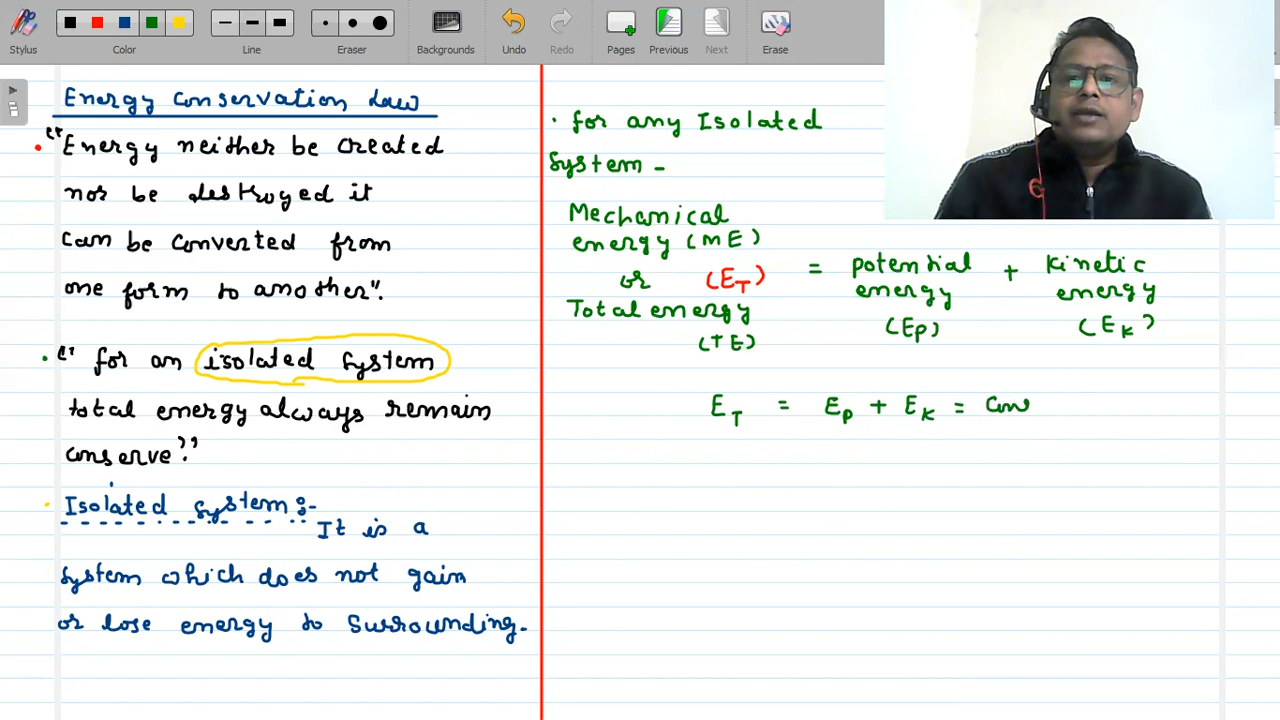 Stylus
Color
Line
Eraser
Backgrounds
Undo
Redo
Pages
Previous
Next
Erase
Energy Conservation Law
• "Energy neither be created
nor be destroyed it
can be converted from
one form to another".
• " for an isolated system
total energy always remain
conserve".
• Isolated system:-
It is a
system which does not gain
or lose energy to surrounding.
• for any Isolated
System -
Mechanical
energy (ME)
or (ET)
Total energy
(TE)
= potential
energy
(EP)
+ kinetic
energy
(EK)
ET = EP + EK = Cons